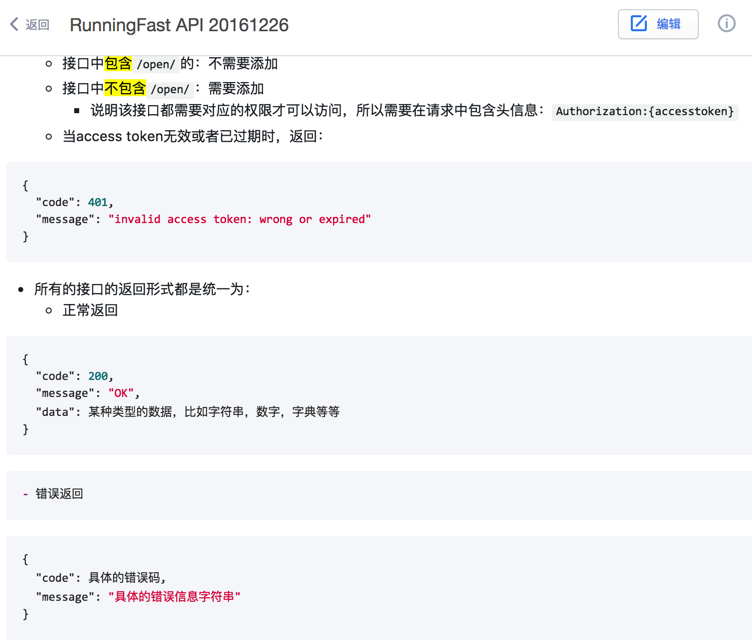 返回 RunningFast API 20161226 编辑
接口中包含 /open/ 的：不需要添加
接口中不包含 /open/ ：需要添加
说明该接口都需要对应的权限才可以访问，所以需要在请求中包含头信息： Authorization:{accesstoken}
当access token无效或者已过期时，返回：
{
"code": 401,
"message": "invalid access token: wrong or expired"
}
所有的接口的返回形式都是统一为：
正常返回
{
"code": 200,
"message": "OK",
"data": 某种类型的数据，比如字符串，数字，字典等等
}
- 错误返回
{
"code": 具体的错误码,
"message": "具体的错误信息字符串"
}